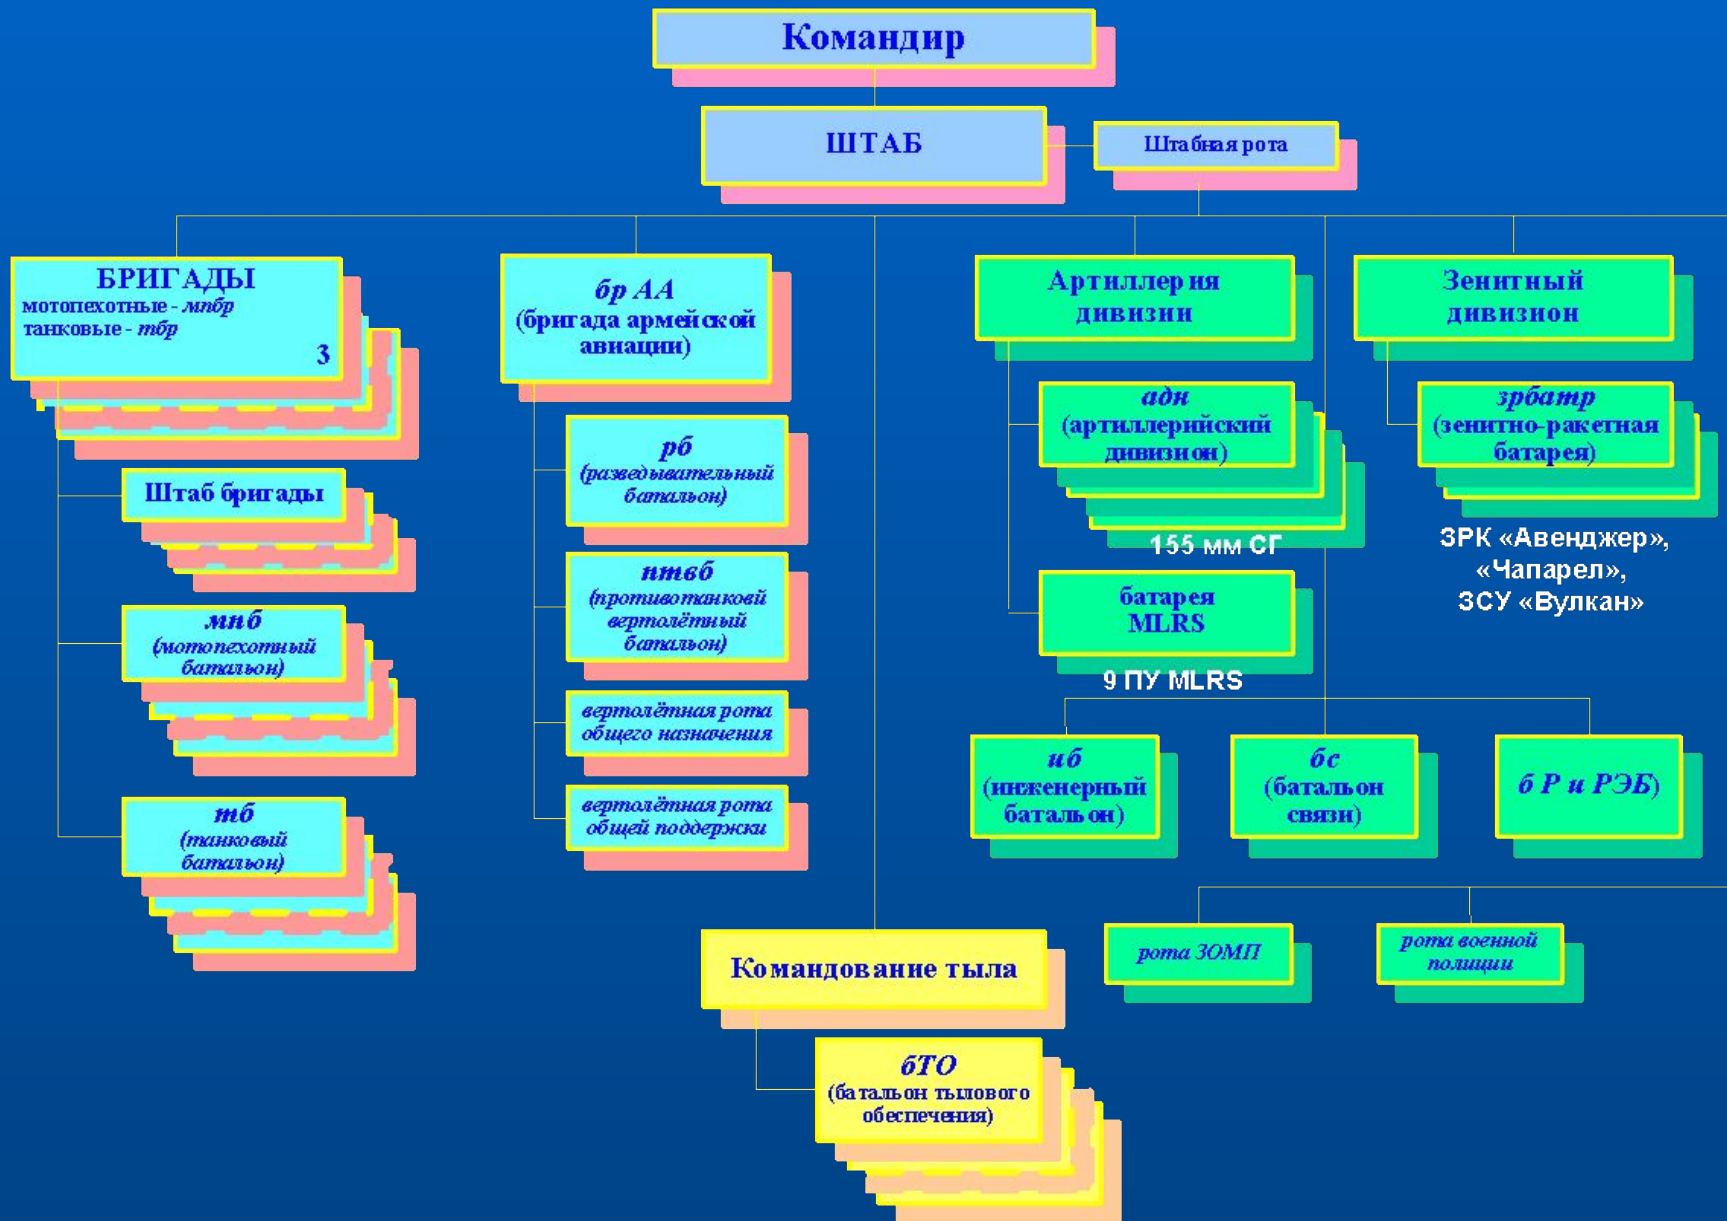 Командир
ШТАБ
Штабная рота
БРИГАДЫ
мотопехотные - мпбр
танковые - тбр
3
Штаб бригады
мпб
(мотопехотный
батальон)
тб
(танковый
батальон)
бр АА
(бригада армейской
авиации)
рб
(разведывательный
батальон)
птвб
(противотанковй
вертолётный
батальон)
вертолётная рота
общего назначения
вертолётная рота
общей поддержки
Артиллерия
дивизии
адн
(артиллерийский
дивизион)
155 мм СГ
батарея
MLRS
9 ПУ MLRS
Зенитный
дивизион
зрбатр
(зенитно-ракетная
батарея)
ЗРК «Авенджер»,
«Чапарел»,
ЗСУ «Вулкан»
иб
(инженерный
батальон)
бс
(батальон
связи)
б Р и РЭБ)
рота ЗОМП
рота военной
полиции
Командование тыла
бТО
(батальон тылового
обеспечения)